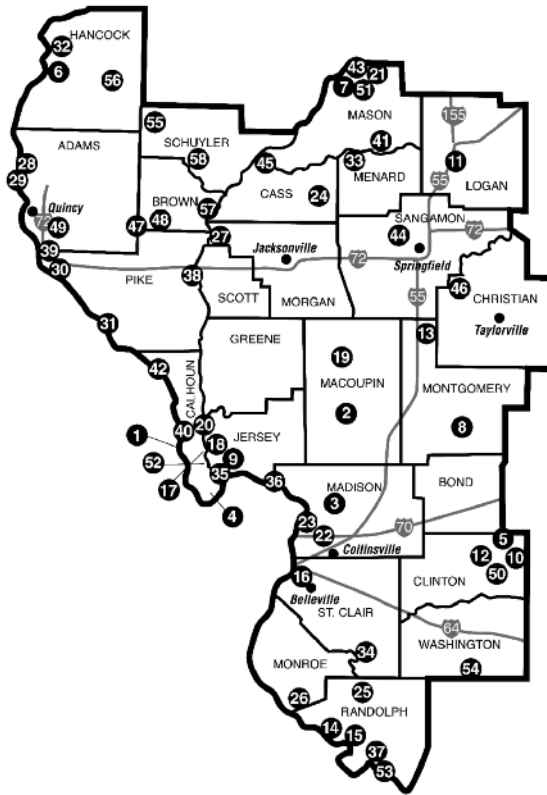 HANCOCK
32
6
56
43
21
7
51
MASON
155
55
SCHUYLER
58
41
33
MENARD
11
LOGAN
55
ADAMS
28
29
Quincy
72
49
BROWN
48
57
47
45
CASS
24
SANGAMON
44
72
Springfield
39
30
27
Jacksonville
72
PIKE
38
SCOTT
MORGAN
55
46
CHRISTIAN
Taylorville
31
GREENE
13
42
CALHOUN
19
MACOUPIN
2
MONTGOMERY
8
1
40
20
JERSEY
18
52
9
17
35
4
36
MADISON
3
BOND
23
22
70
Collinsville
5
12
10
50
CLINTON
16
Belleville
ST. CLAIR
64
WASHINGTON
54
MONROE
34
26
25
RANDOLPH
14
15
37
53